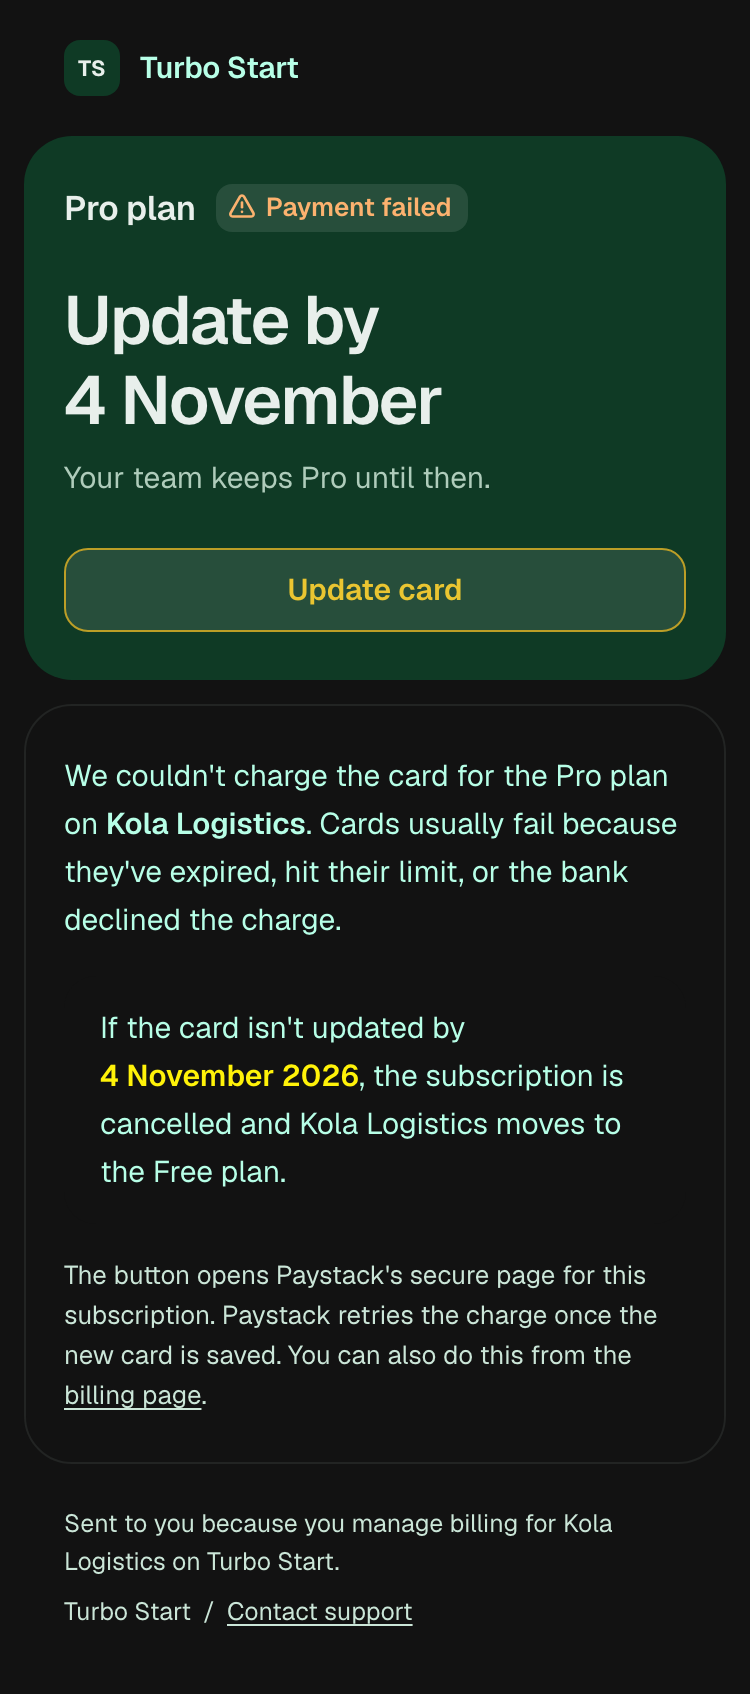 TS Turbo Start
Pro plan Payment failed
Update by
4 November
Your team keeps Pro until then.
Update card
We couldn't charge the card for the Pro plan
on Kola Logistics. Cards usually fail because
they've expired, hit their limit, or the bank
declined the charge.
If the card isn't updated by
4 November 2026, the subscription is
cancelled and Kola Logistics moves to
the Free plan.
The button opens Paystack's secure page for this
subscription. Paystack retries the charge once the
new card is saved. You can also do this from the
billing page.
Sent to you because you manage billing for Kola
Logistics on Turbo Start.
Turbo Start / Contact support